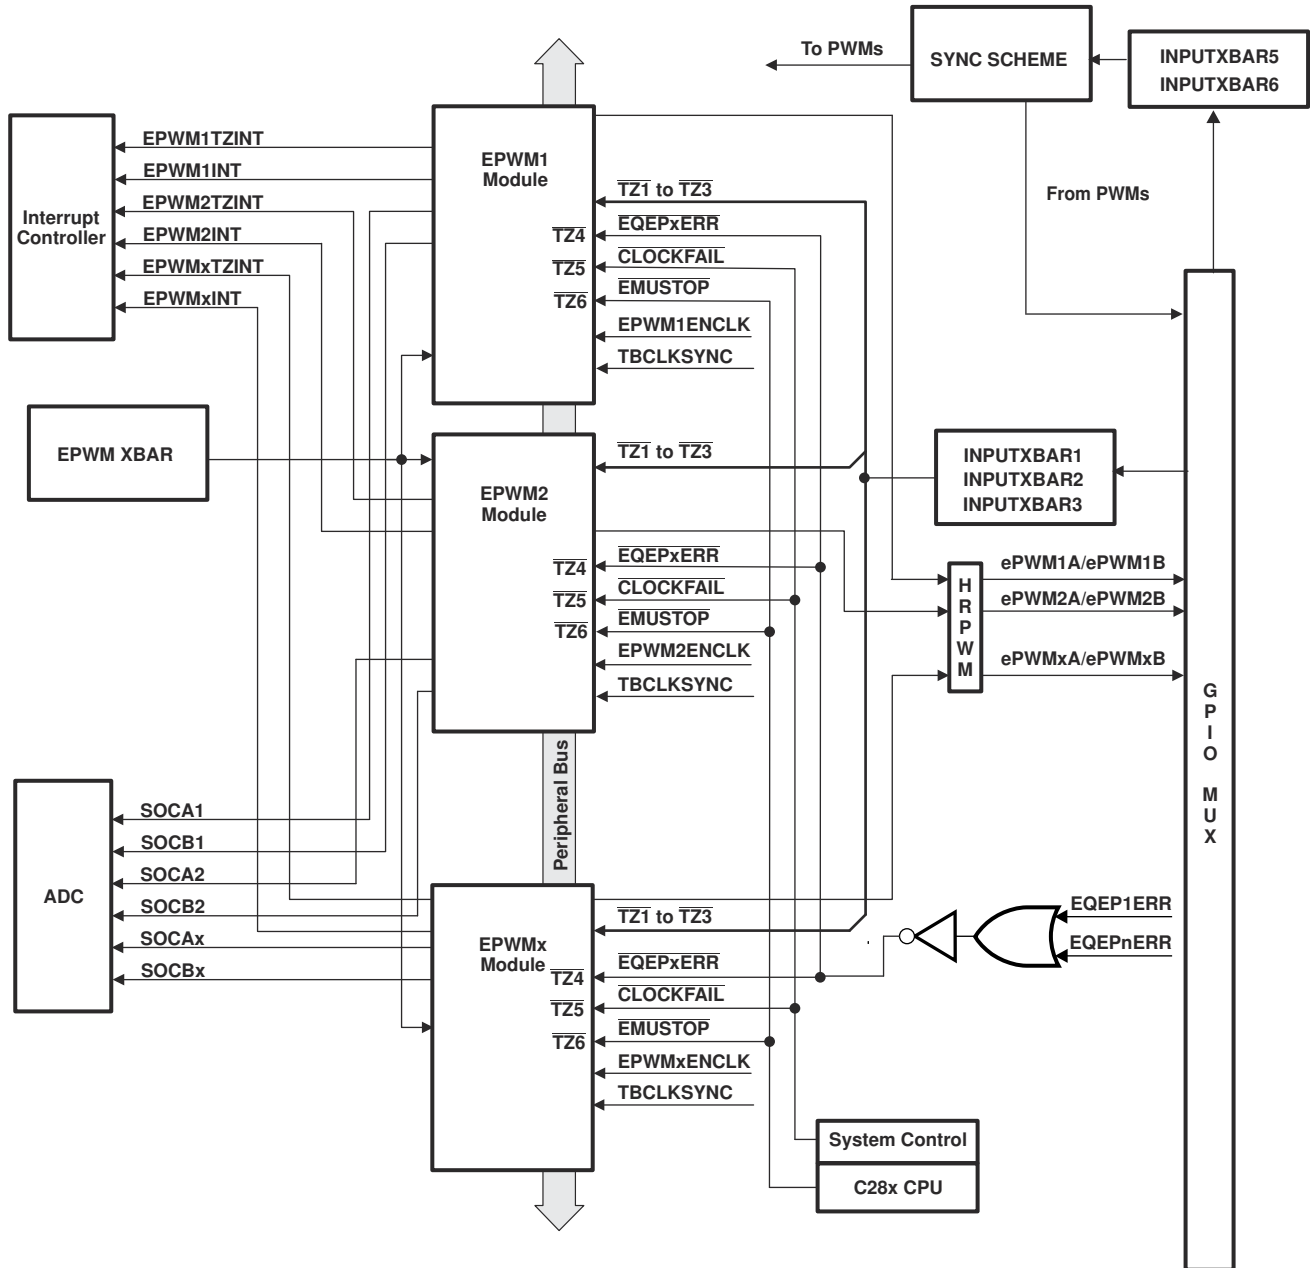 To PWMs
SYNC SCHEME
INPUTXBAR5
INPUTXBAR6
From PWMs
Interrupt
Controller
EPWM1TZINT
EPWM1INT
EPWM2TZINT
EPWM2INT
EPWMxTZINT
EPWMxINT
EPWM1
Module
TZ1 to TZ3
TZ4
EQEPxERR
TZ5
CLOCKFAIL
TZ6
EMUSTOP
EPWM1ENCLK
TBCLKSYNC
EPWM XBAR
EPWM2
Module
TZ1 to TZ3
TZ4
EQEPxERR
TZ5
CLOCKFAIL
TZ6
EMUSTOP
EPWM2ENCLK
TBCLKSYNC
INPUTXBAR1
INPUTXBAR2
INPUTXBAR3
HRPWM
ePWM1A/ePWM1B
ePWM2A/ePWM2B
ePWMxA/ePWMxB
GPIO MUX
Peripheral Bus
ADC
SOCA1
SOCB1
SOCA2
SOCB2
SOCAx
SOCBx
EPWMx
Module
TZ1 to TZ3
TZ4
EQEPxERR
TZ5
CLOCKFAIL
TZ6
EMUSTOP
EPWMxENCLK
TBCLKSYNC
EQEP1ERR
EQEPnERR
System Control
C28x CPU